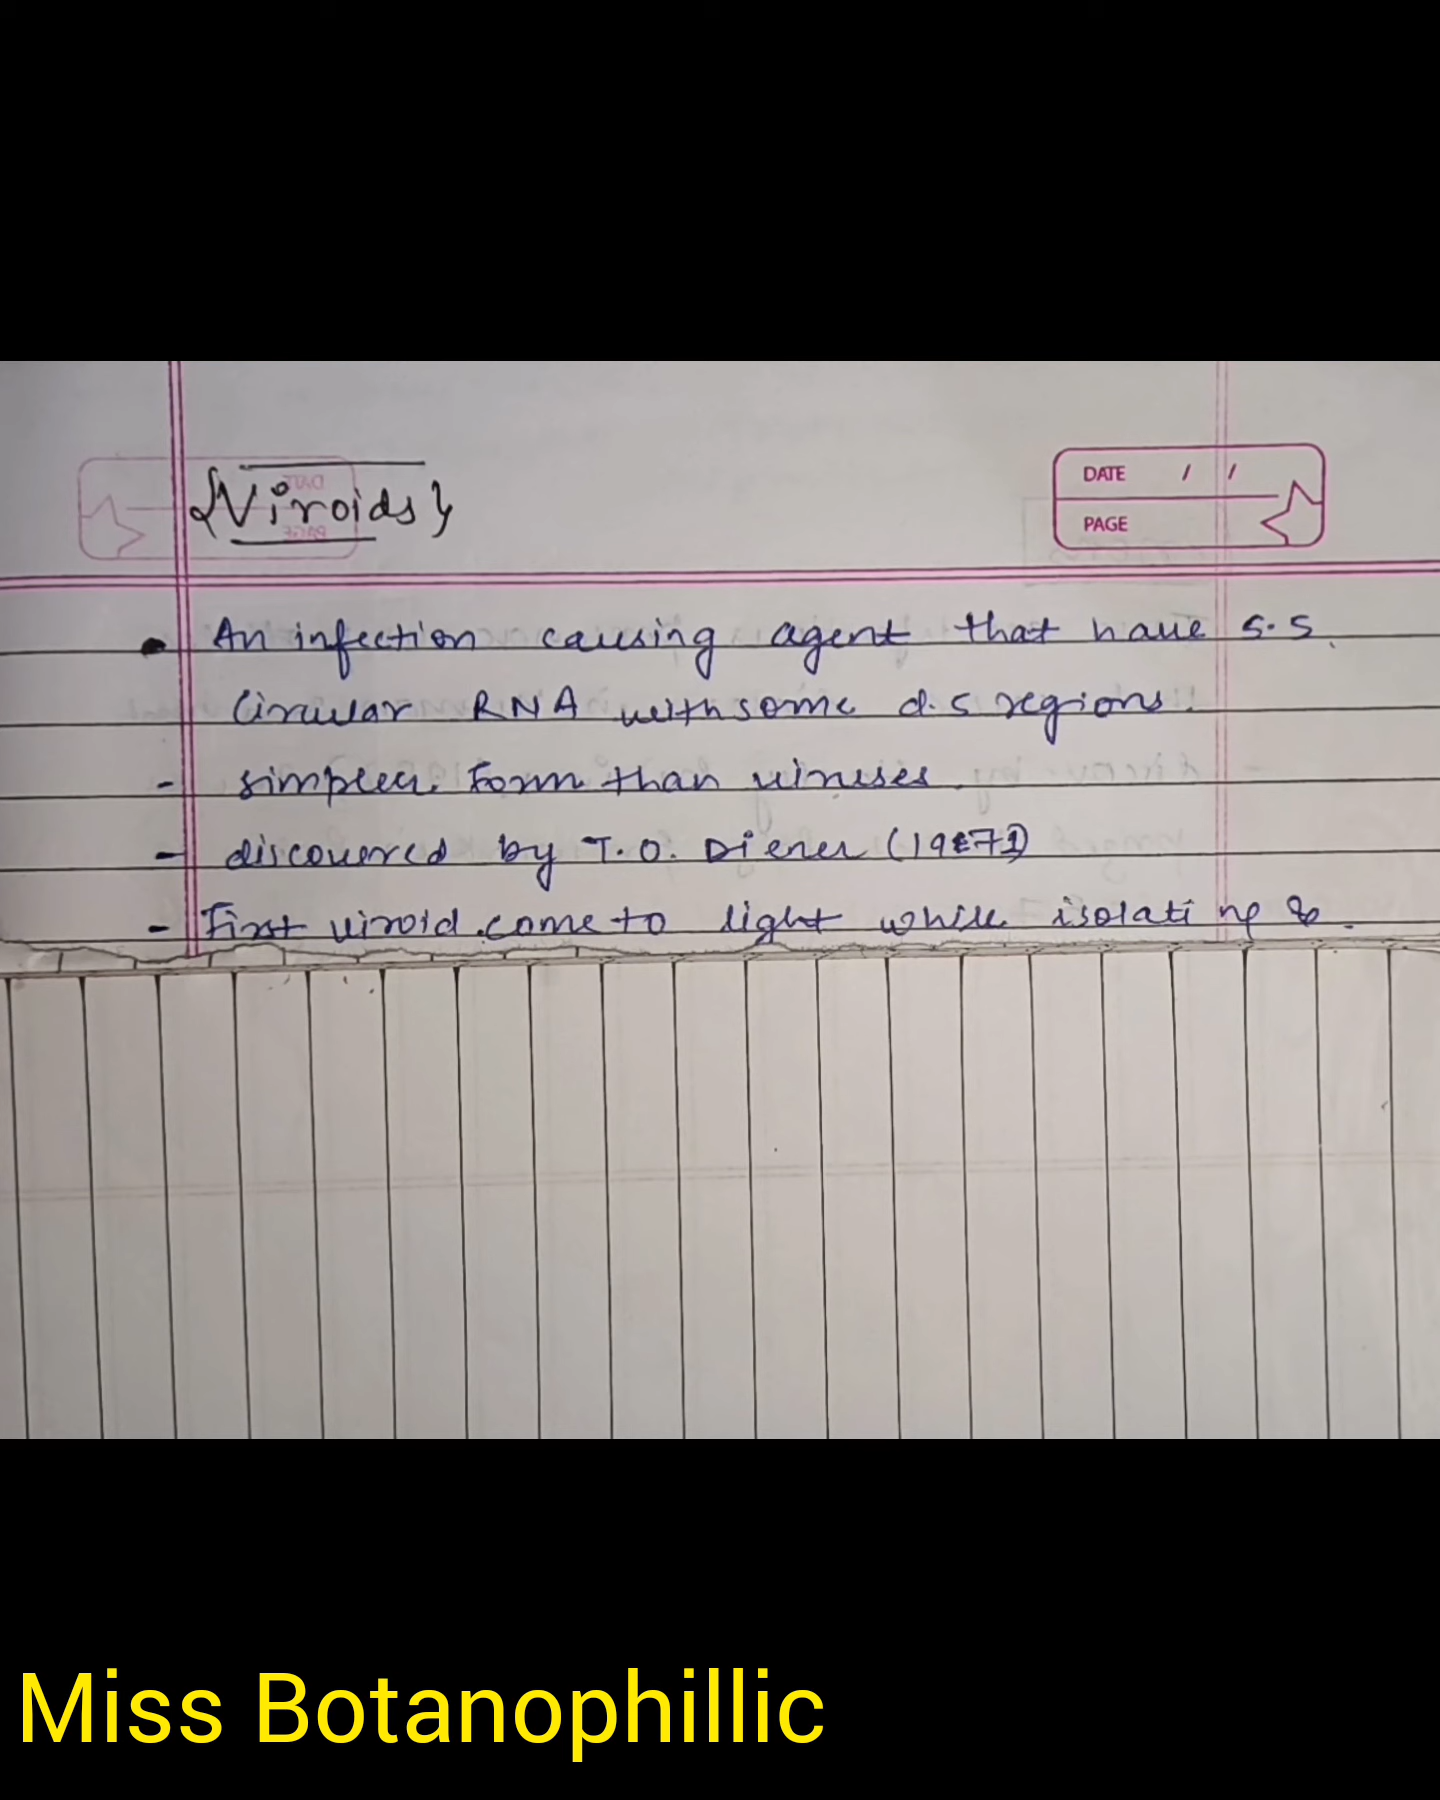 {Viroids}
DATE / /
PAGE
• An infection causing agent that have s.s.
Circular RNA with some d.s regions.
- simpler form than viruses.
- discovered by T.O. Diener (1971)
- First viroid come to light while isolating &
Miss Botanophillic